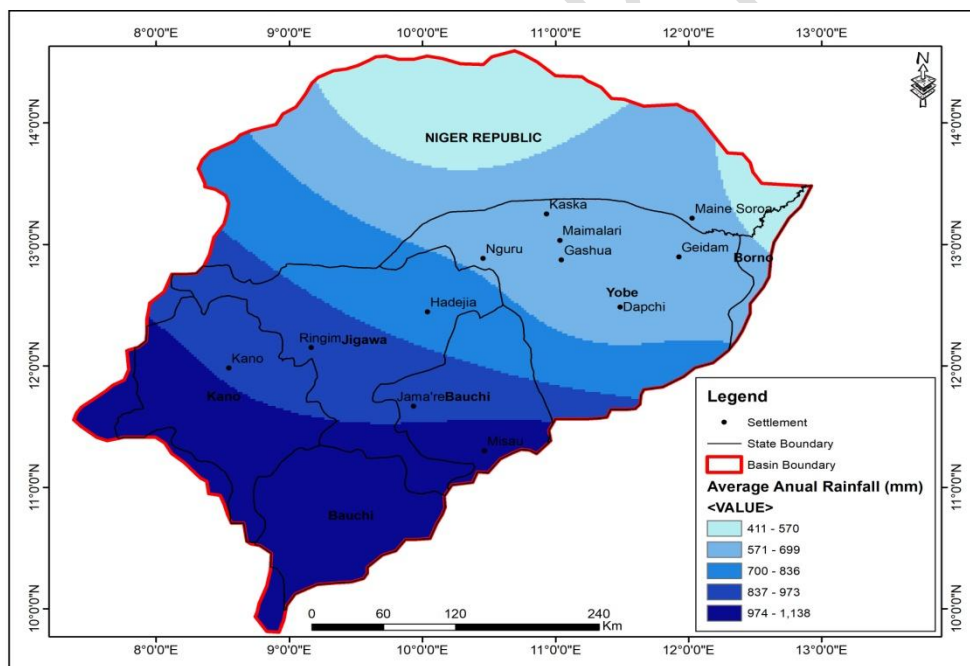 8°0'0"E 9°0'0"E 10°0'0"E 11°0'0"E 12°0'0"E 13°0'0"E
N
14°0'0"N 14°0'0"N
NIGER REPUBLIC
Kaska
Maine Soroa
Maimalari
13°0'0"N Nguru Gashua Geidam Borno 13°0'0"N
Yobe
Hadejia Dapchi
Ringim Jigawa
12°0'0"N Kano 12°0'0"N
Kano Jama're Bauchi
Misau
11°0'0"N 11°0'0"N
Bauchi
10°0'0"N 10°0'0"N
Legend
Settlement
State Boundary
Basin Boundary
Average Anual Rainfall (mm)
<VALUE>
411 - 570
571 - 699
700 - 836
837 - 973
974 - 1,138
0 60 120 240
Km
8°0'0"E 9°0'0"E 10°0'0"E 11°0'0"E 12°0'0"E 13°0'0"E